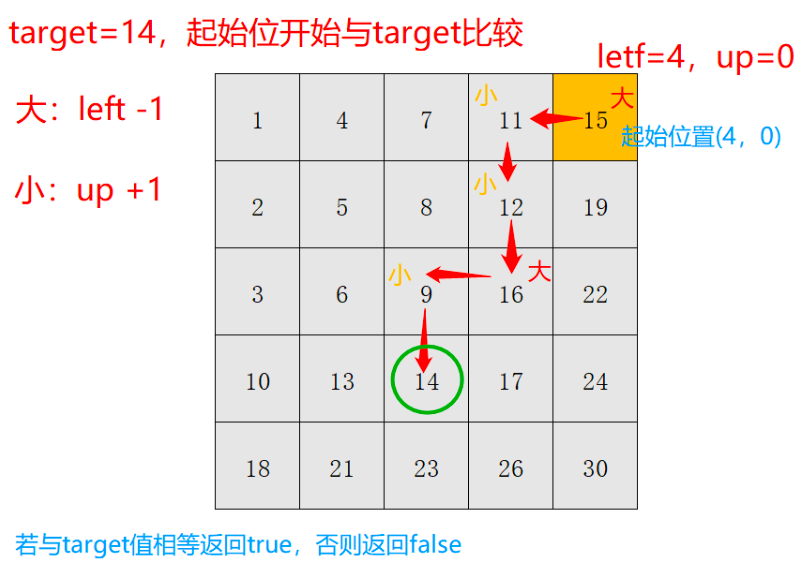 target=14，起始位开始与target比较
letf=4，up=0
大：left -1
小：up +1
小 大
1 4 7 11 15
起始位置(4，0)
小
2 5 8 12 19
小 大
3 6 9 16 22
10 13 14 17 24
18 21 23 26 30
若与target值相等返回true，否则返回false